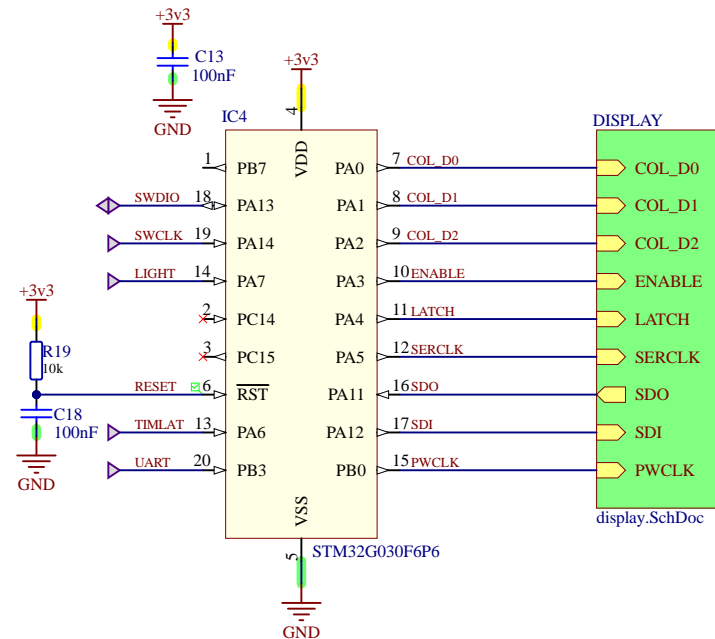 +3v3
C13
100nF
GND
+3v3
4
IC4
VDD
DISPLAY
1 PB7
PA0 7 COL_D0
COL_D0
SWDIO 18 PA13
PA1 8 COL_D1
COL_D1
SWCLK 19 PA14
PA2 9 COL_D2
COL_D2
LIGHT 14 PA7
PA3 10 ENABLE
ENABLE
+3v3
2 PC14
PA4 11 LATCH
LATCH
R19
10k
3 PC15
PA5 12 SERCLK
SERCLK
RESET 6 RST
PA11 16 SDO
SDO
C18
100nF
TIMLAT 13 PA6
PA12 17 SDI
SDI
UART 20 PB3
PB0 15 PWCLK
PWCLK
GND
VSS
display.SchDoc
5
STM32G030F6P6
GND